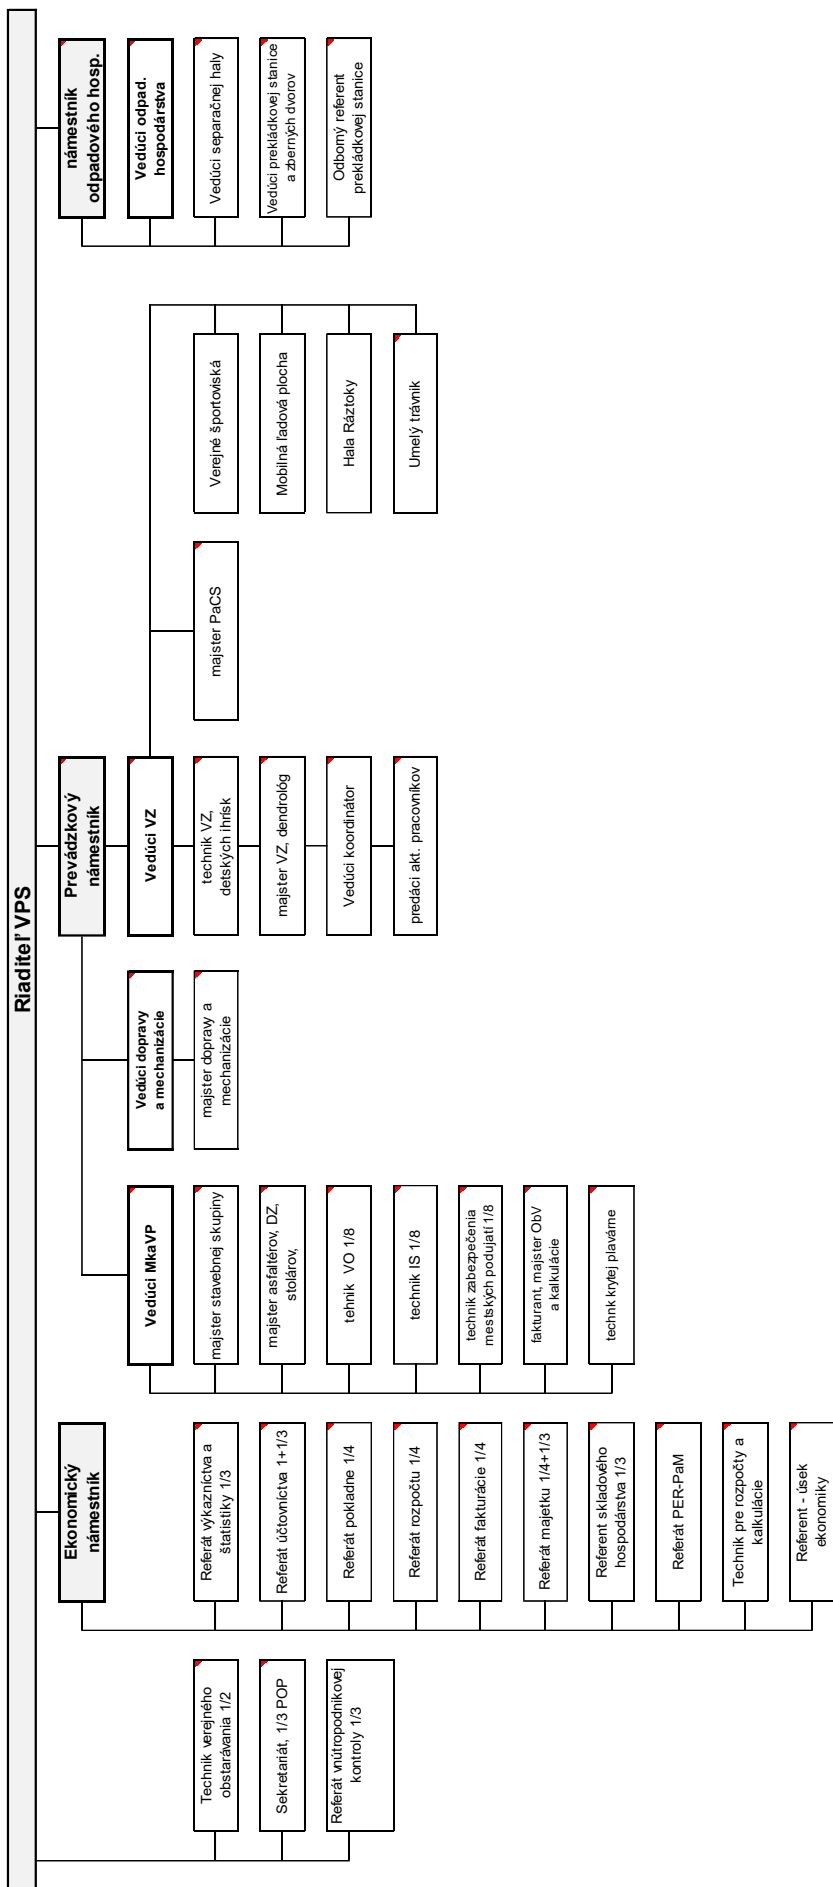 Riaditeľ VPS
Technik verejného
obstarávania 1/2
Sekretariát, 1/3 POP
Referát vnútropodnikovej
kontroly 1/3
Ekonomický
námestník
Referát výkazníctva a
štatistiky 1/3
Referát účtovníctva 1+1/3
Referát pokladne 1/4
Referát rozpočtu 1/4
Referát fakturácie 1/4
Referát majetku 1/4+1/3
Referent skladového
hospodárstva 1/3
Referát PER-PaM
Technik pre rozpočty a
kalkulácie
Referent - úsek
ekonomiky
Prevádzkový
námestník
Vedúci MkaVP
majster stavebnej skupiny
majster asfaltérov, DZ,
stolárov,
tehnik VO 1/8
technik IS 1/8
technik zabezpečenia
mestských podujatí 1/8
fakturant, majster ObV
a kalkulácie
technk krytej plavárne
Vedúci dopravy
a mechanizácie
majster dopravy a
mechanizácie
Vedúci VZ
technik VZ,
detských ihrísk
majster VZ, dendrológ
Vedúci koordinátor
predáci akt. pracovníkov
majster PaCS
Verejné športoviská
Mobilná ľadová plocha
Hala Ráztoky
Umelý trávnik
námestník
odpadového hosp.
Vedúci odpad.
hospodárstva
Vedúci separačnej haly
Vedúci prekládkovej stanice
a zberných dvorov
Odborný referent
prekládkovej stanice